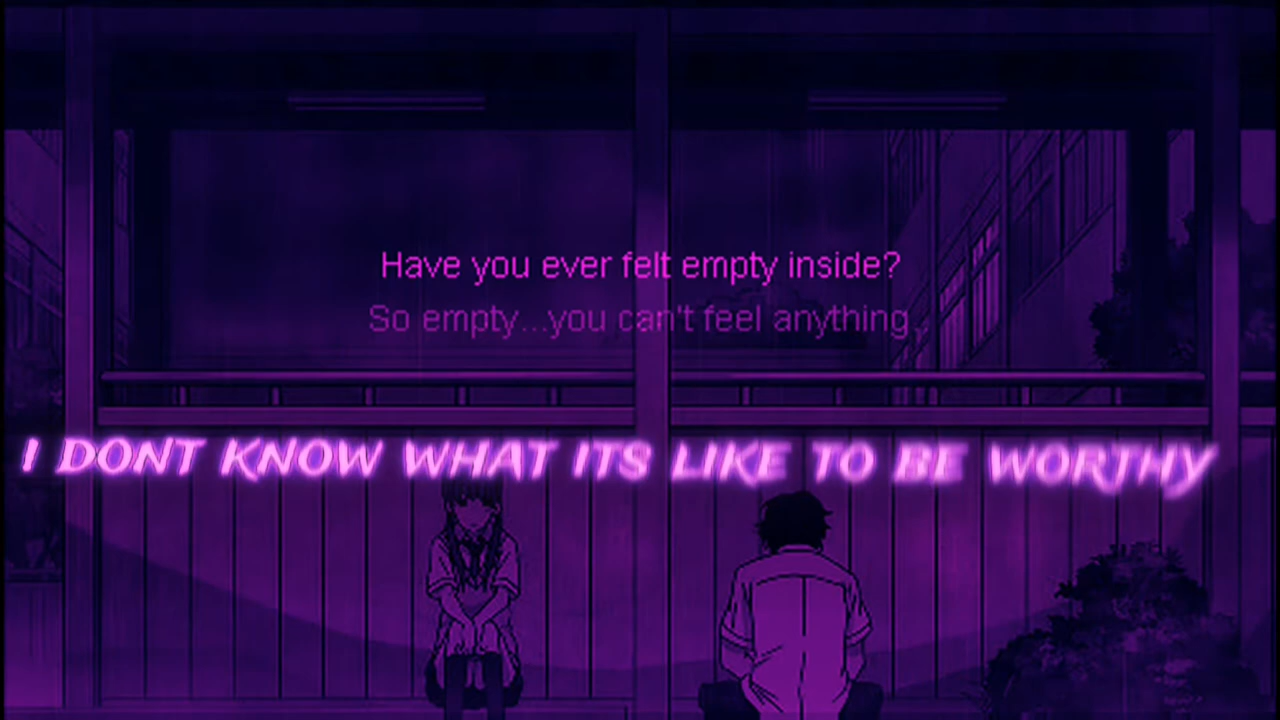 Have you ever felt empty inside?
So empty...you can't feel anything..
I DONT KNOW WHAT ITS LIKE TO BE WORTHY